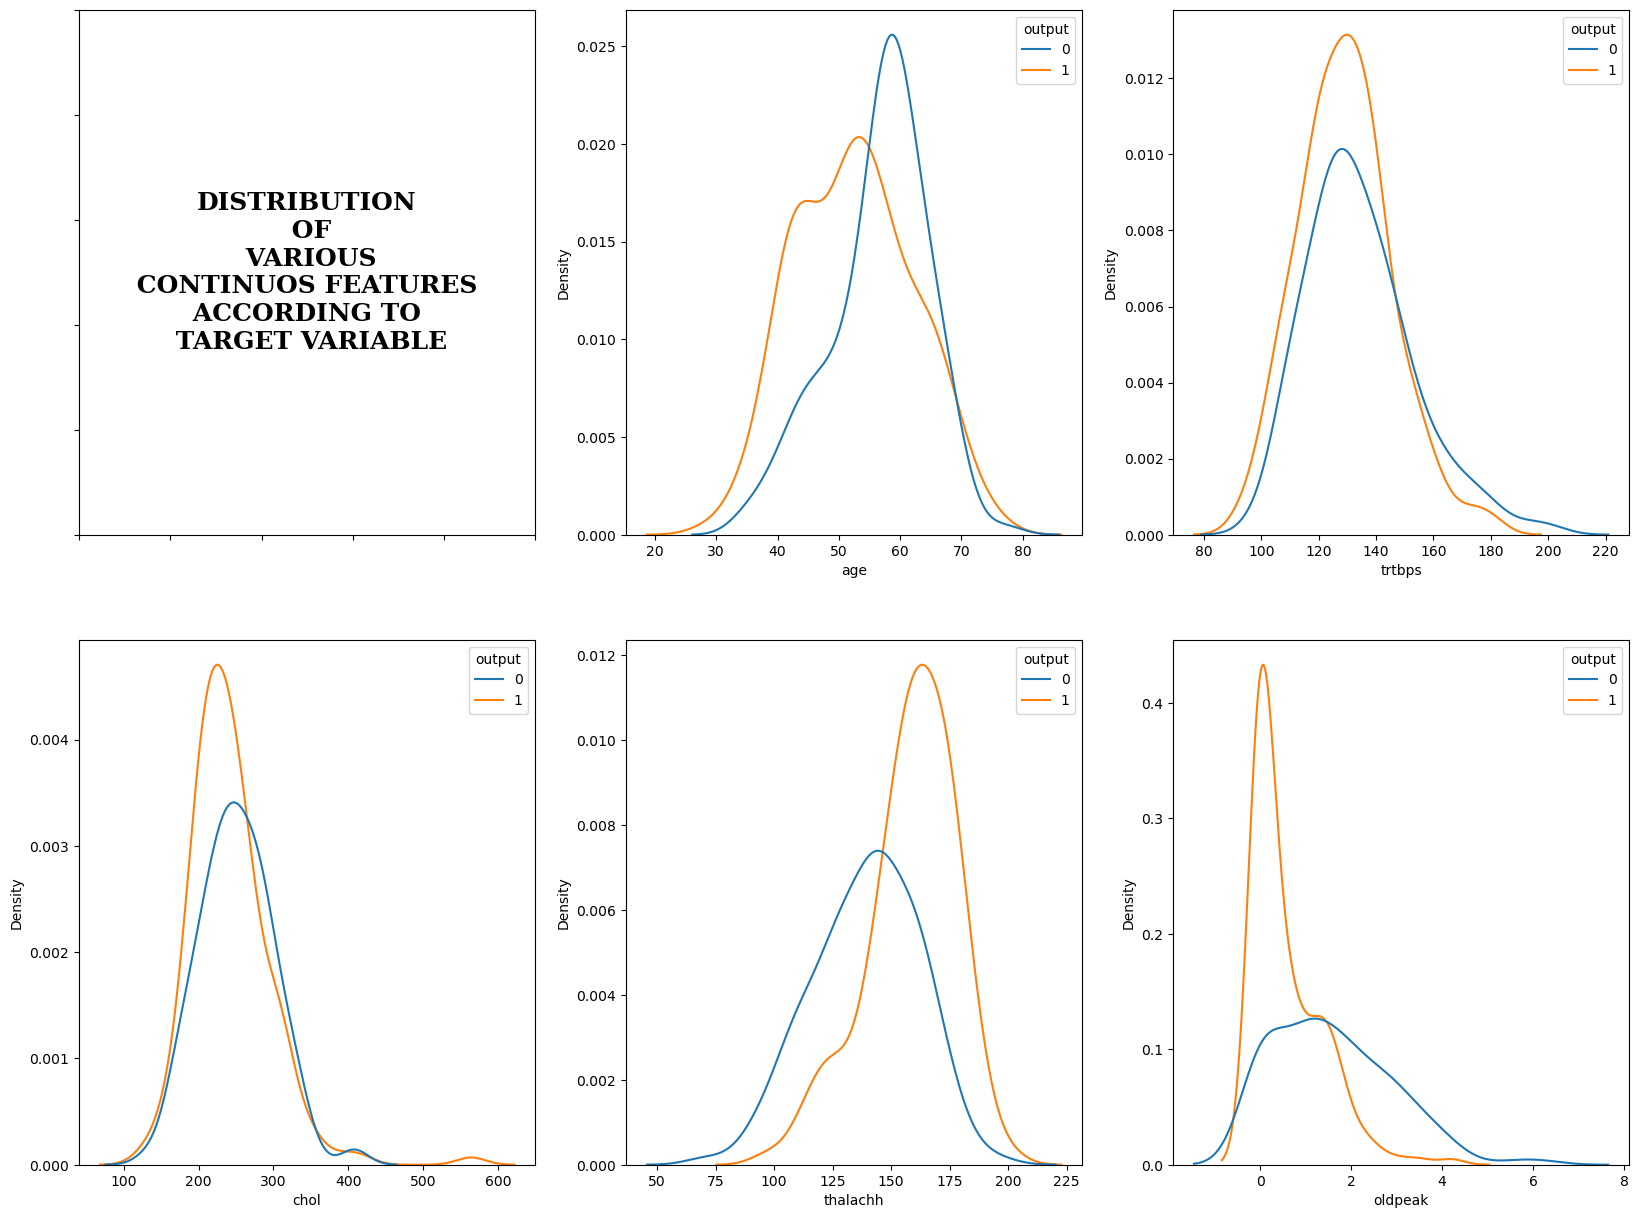 DISTRIBUTION
OF
VARIOUS
CONTINUOS FEATURES
ACCORDING TO
TARGET VARIABLE
output
0
1
0.025
0.020
0.015
0.010
0.005
0.000
Density
20 30 40 50 60 70 80
age
output
0
1
0.012
0.010
0.008
0.006
0.004
0.002
0.000
Density
80 100 120 140 160 180 200 220
trtbps
output
0
1
0.004
0.003
0.002
0.001
0.000
Density
100 200 300 400 500 600
chol
output
0
1
0.012
0.010
0.008
0.006
0.004
0.002
0.000
Density
50 75 100 125 150 175 200 225
thalachh
output
0
1
0.4
0.3
0.2
0.1
0.0
Density
0 2 4 6 8
oldpeak